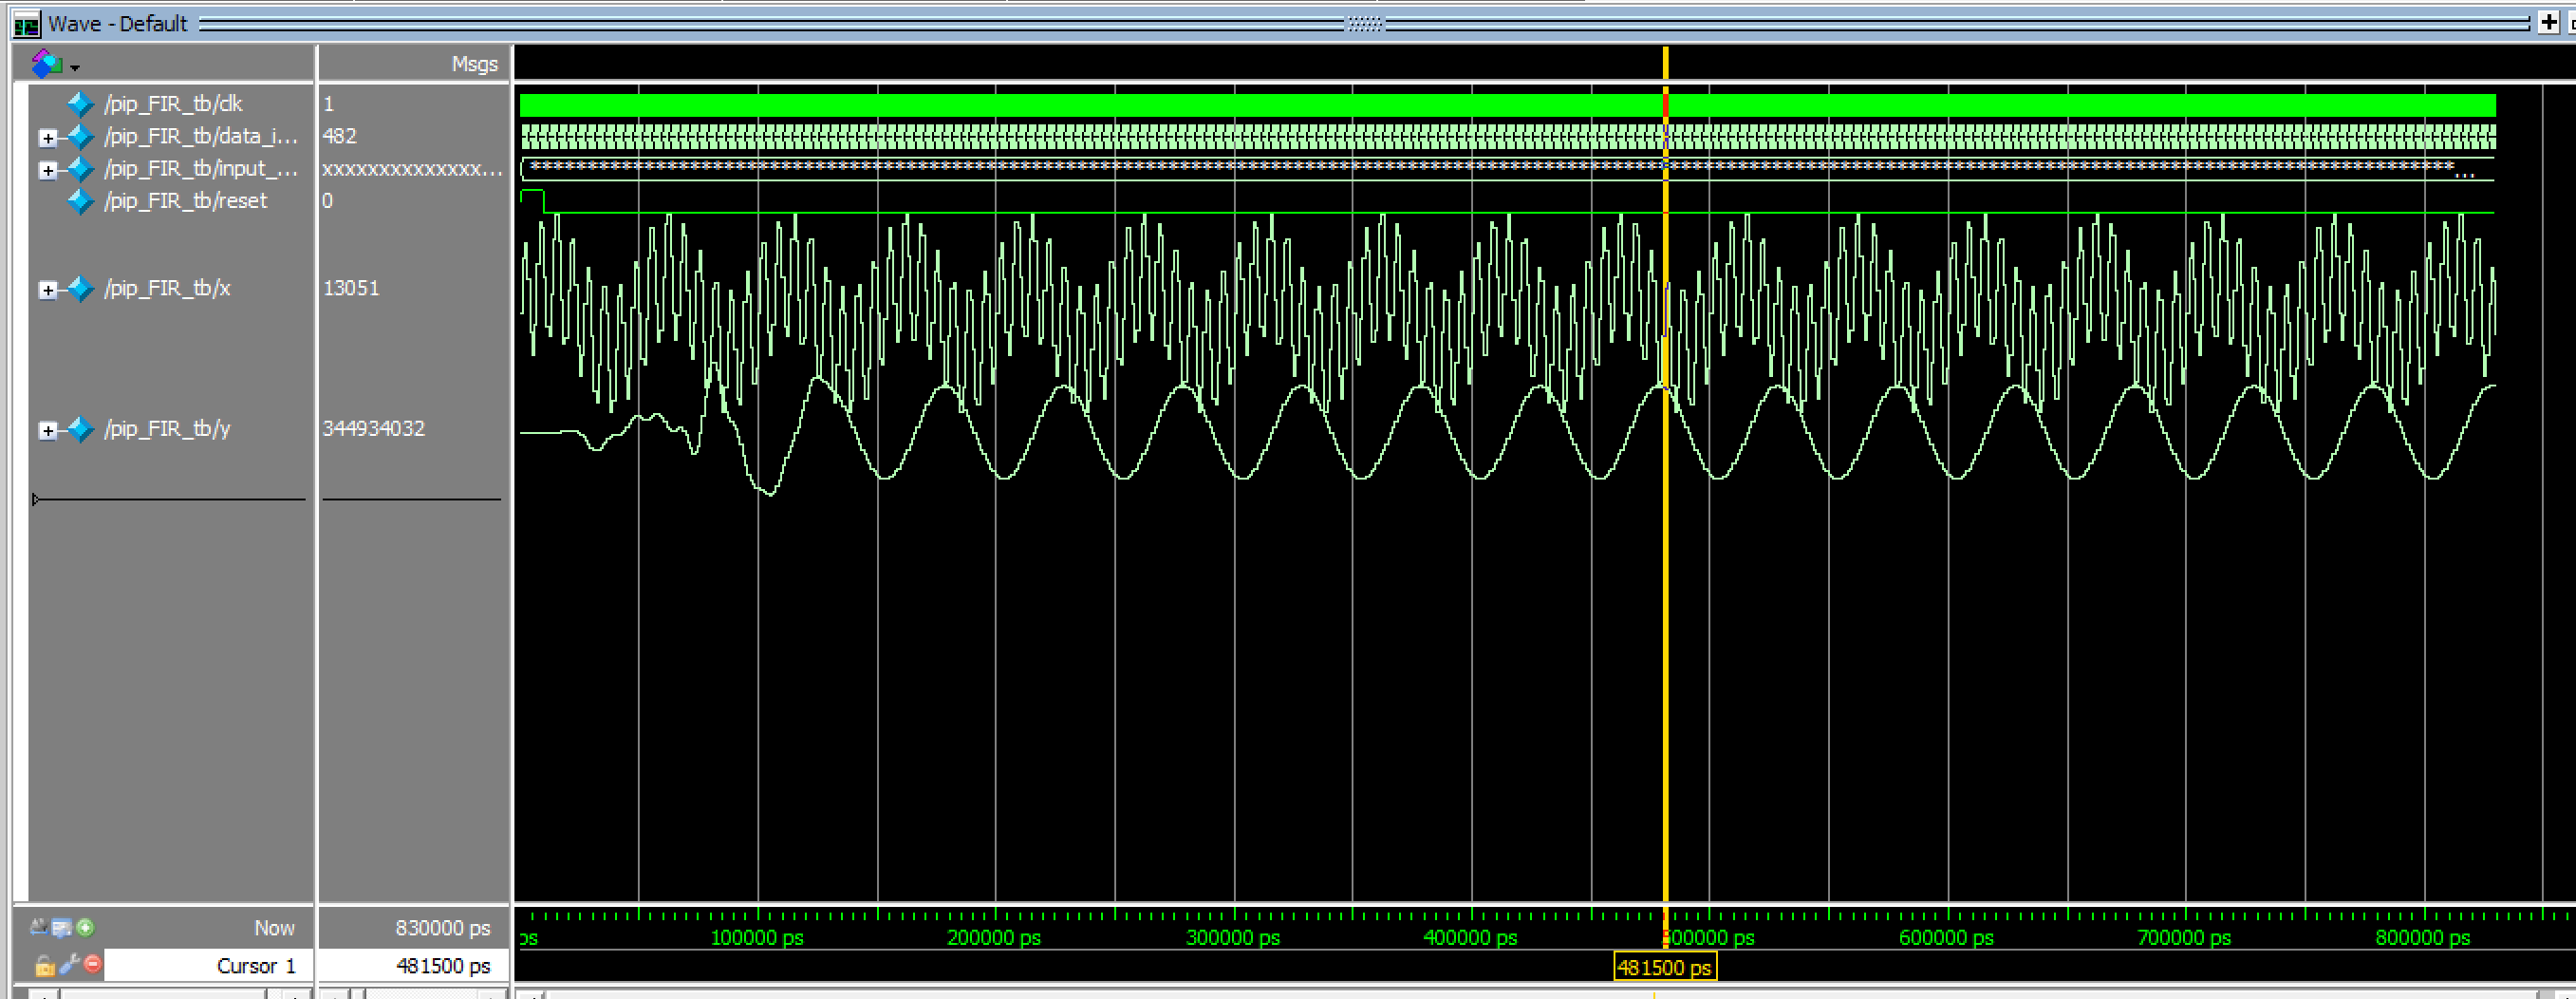 Wave - Default
Msgs
/pip_FIR_tb/clk 1
/pip_FIR_tb/data_i... 482
/pip_FIR_tb/input_... xxxxxxxxxxxxxx...
/pip_FIR_tb/reset 0
/pip_FIR_tb/x 13051
/pip_FIR_tb/y 344934032
Now 830000 ps
ps 100000 ps 200000 ps 300000 ps 400000 ps 500000 ps 600000 ps 700000 ps 800000 ps
Cursor 1 481500 ps
481500 ps